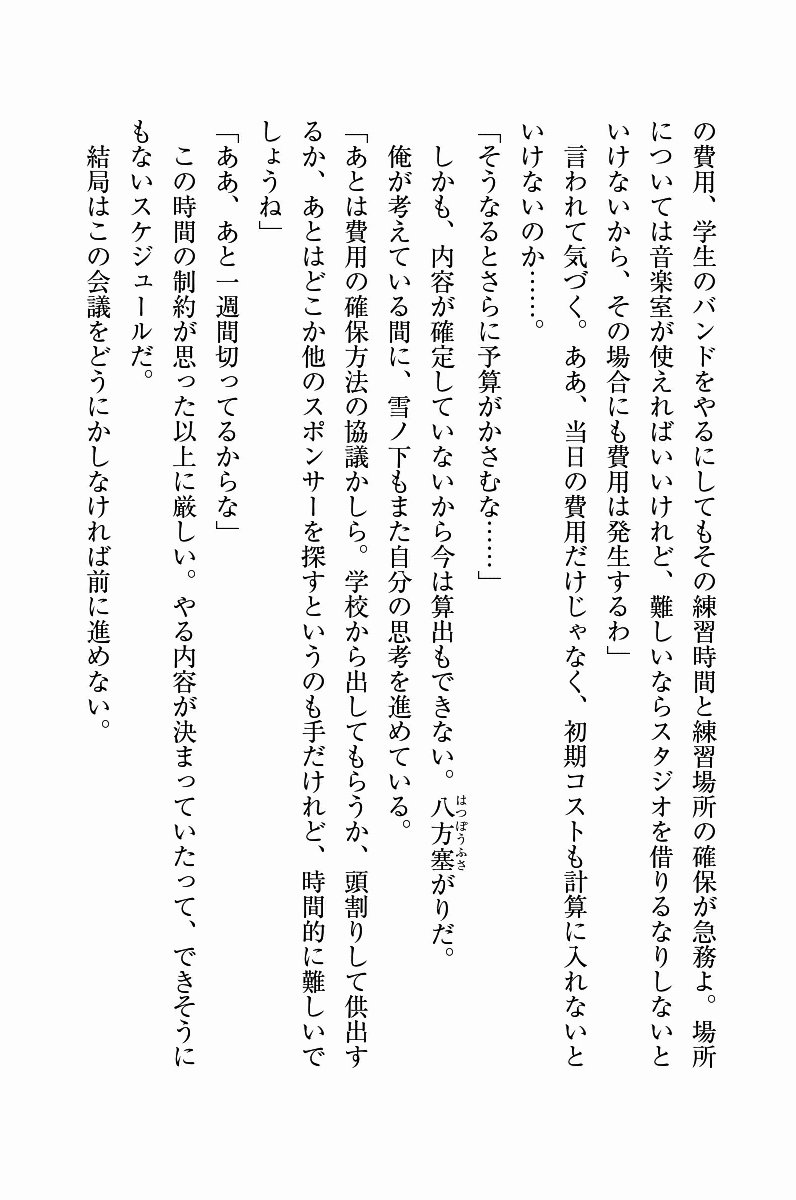 の費用、学生のバンドをやるにしてもその練習時間と練習場所の確保が急務よ。場所
については音楽室が使えればいいけれど、難しいならスタジオを借りるなりしないと
いけないから、その場合にも費用は発生するわ」
　言われて気づく。ああ、当日の費用だけじゃなく、初期コストも計算に入れないと
いけないのか……。
「そうなるとさらに予算がかさむな……」
　しかも、内容が確定していないから今は算出もできない。八方塞がりだ。
はつぽうふさ
　俺が考えている間に、雪ノ下もまた自分の思考を進めている。
「あとは費用の確保方法の協議かしら。学校から出してもらうか、頭割りして供出す
るか、あとはどこか他のスポンサーを探すというのも手だけれど、時間的に難しいで
しょうね」
「ああ、あと一週間切ってるからな」
　この時間の制約が思った以上に厳しい。やる内容が決まっていたって、できそうに
もないスケジュールだ。
　結局はこの会議をどうにかしなければ前に進めない。